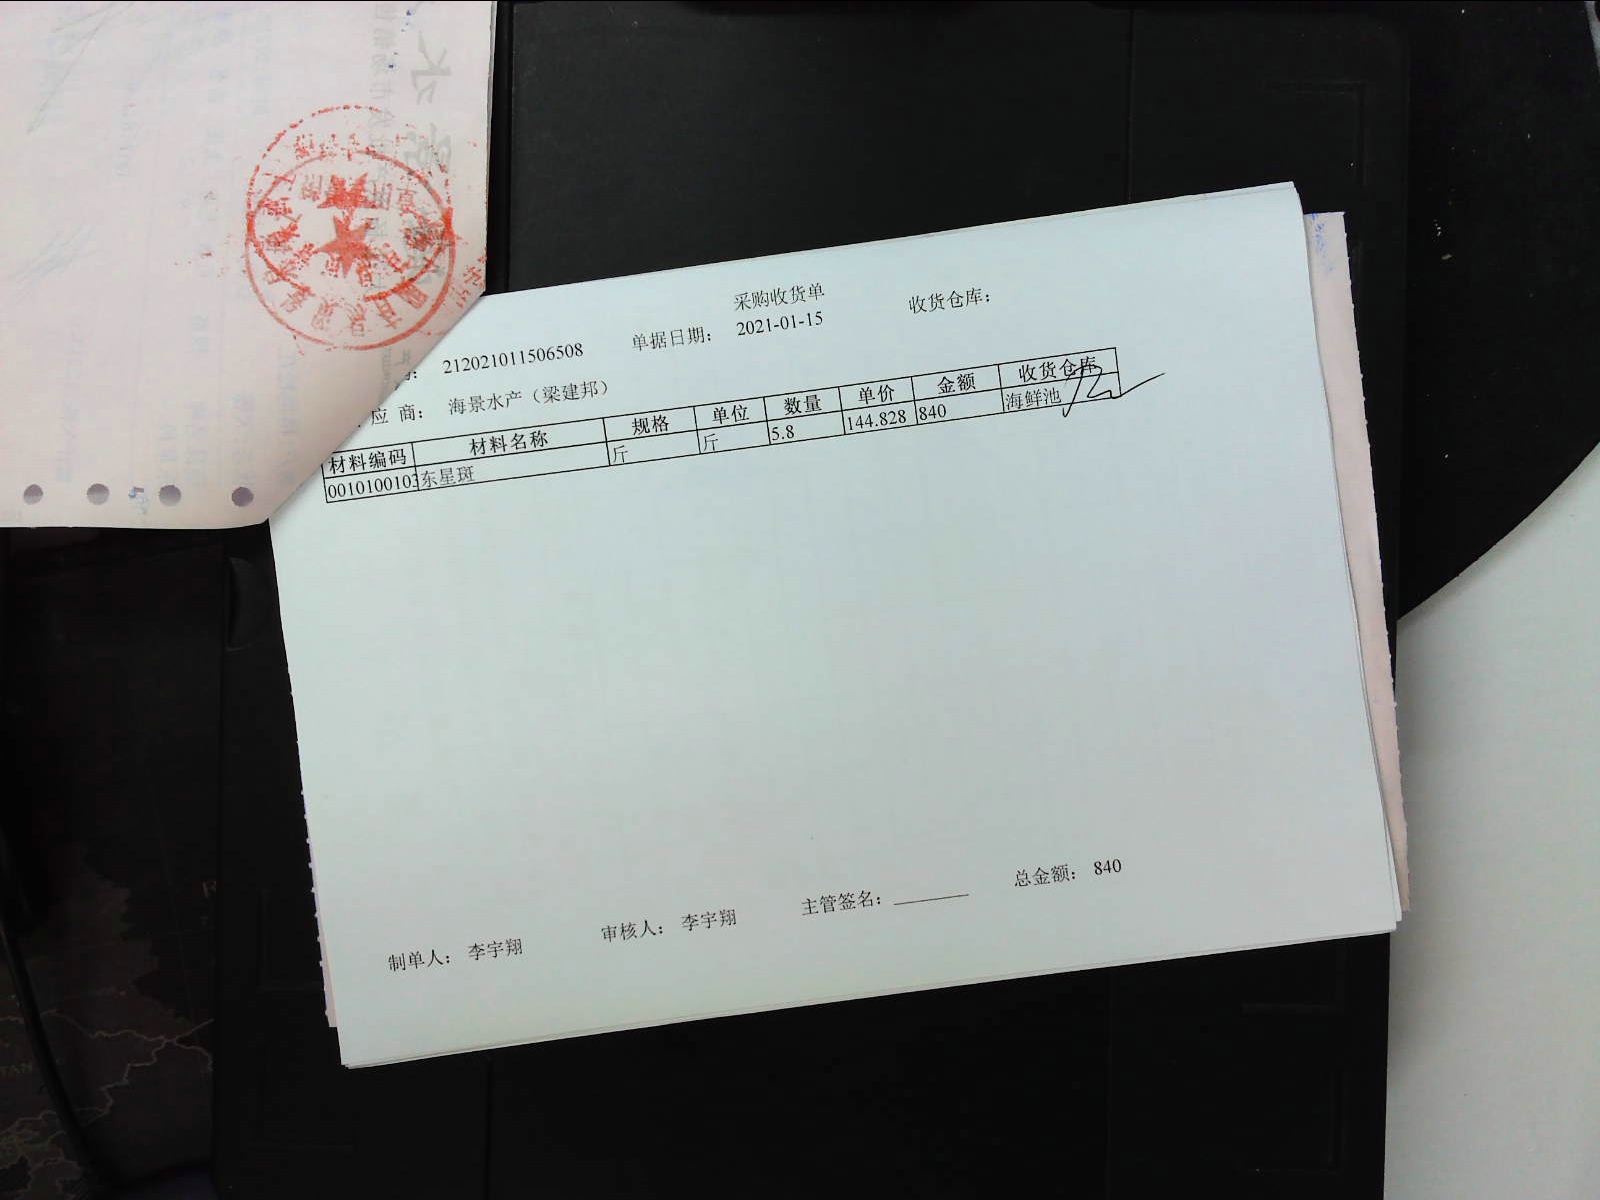 采购收货单
212021011506508 单据日期： 2021-01-15 收货仓库：
应 商： 海景水产（梁建邦）
材料编码 材料名称 规格 单位 数量 单价 金额 收货仓库
0010100103 东星斑 斤 斤 5.8 144.828 840 海鲜池
制单人： 李宇翔 审核人： 李宇翔 主管签名： 总金额： 840